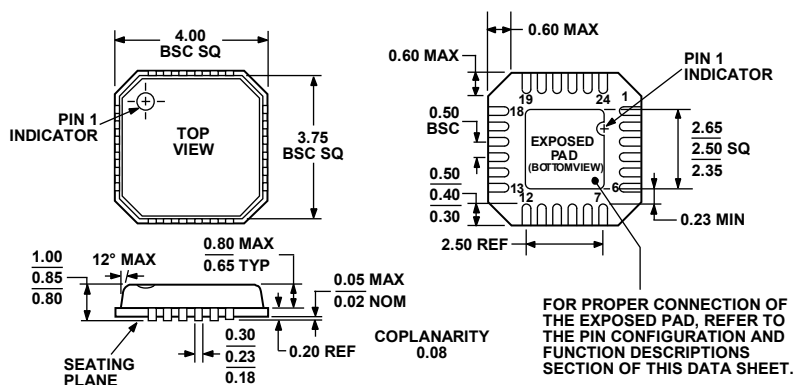 4.00
BSC SQ
PIN 1
INDICATOR
TOP
VIEW
3.75
BSC SQ
0.60 MAX
0.60 MAX
PIN 1
INDICATOR
19
24
1
18
0.50
BSC
EXPOSED
PAD
(BOTTOMVIEW)
2.65
2.50 SQ
2.35
0.50
0.40
0.30
13
12
7
6
0.23 MIN
2.50 REF
1.00
0.85
0.80
12° MAX
0.80 MAX
0.65 TYP
0.05 MAX
0.02 NOM
SEATING
PLANE
0.30
0.23
0.18
0.20 REF
COPLANARITY
0.08
FOR PROPER CONNECTION OF
THE EXPOSED PAD, REFER TO
THE PIN CONFIGURATION AND
FUNCTION DESCRIPTIONS
SECTION OF THIS DATA SHEET.